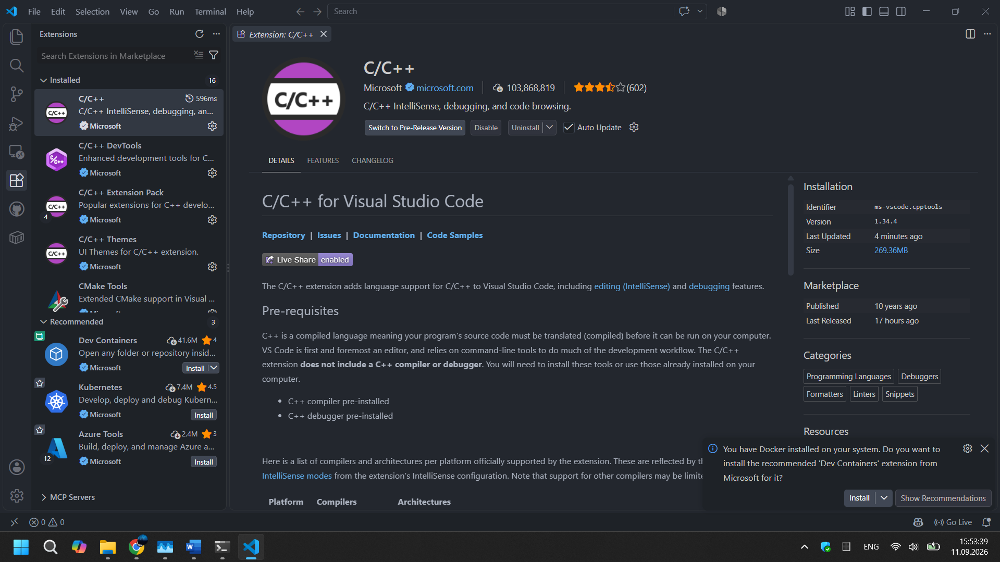 File Edit Selection View Go Run Terminal Help
Search
Extensions
Search Extensions in Marketplace
Installed 16
C/C++ 596ms
C/C++ IntelliSense, debugging, an...
Microsoft
C/C++ DevTools
Enhanced development tools for C...
Microsoft
C/C++ Extension Pack
Popular extensions for C++ develo...
4
Microsoft
C/C++ Themes
UI Themes for C/C++ extension.
Microsoft
CMake Tools
Extended CMake support in Visual ...
Recommended 3
Dev Containers 41.6M 4
Open any folder or repository insid...
Microsoft Install
Kubernetes 7.4M 4.5
Develop, deploy and debug Kubern...
Microsoft Install
Azure Tools 2.4M 3
Build, deploy, and manage Azure a...
12
Microsoft Install
MCP Servers
Extension: C/C++
C/C++
C/C++
Microsoft microsoft.com 103,868,819 (602)
C/C++ IntelliSense, debugging, and code browsing.
Switch to Pre-Release Version Disable Uninstall Auto Update
DETAILS FEATURES CHANGELOG
C/C++ for Visual Studio Code
Repository | Issues | Documentation | Code Samples
Live Share enabled
The C/C++ extension adds language support for C/C++ to Visual Studio Code, including editing (IntelliSense) and debugging features.
Pre-requisites
C++ is a compiled language meaning your program's source code must be translated (compiled) before it can be run on your computer.
VS Code is first and foremost an editor, and relies on command-line tools to do much of the development workflow. The C/C++
extension does not include a C++ compiler or debugger. You will need to install these tools or use those already installed on your
computer.
• C++ compiler pre-installed
• C++ debugger pre-installed
Here is a list of compilers and architectures per platform officially supported by the extension. These are reflected by th
IntelliSense modes from the extension's IntelliSense configuration. Note that support for other compilers may be limite
Platform Compilers Architectures
Installation
Identifier ms-vscode.cpptools
Version 1.34.4
Last Updated 4 minutes ago
Size 269.36MB
Marketplace
Published 10 years ago
Last Released 17 hours ago
Categories
Programming Languages Debuggers
Formatters Linters Snippets
Resources
You have Docker installed on your system. Do you want to
install the recommended 'Dev Containers' extension from
Microsoft for it?
Install Show Recommendations
0 0
Go Live
ENG
15:53:39
11.09.2026